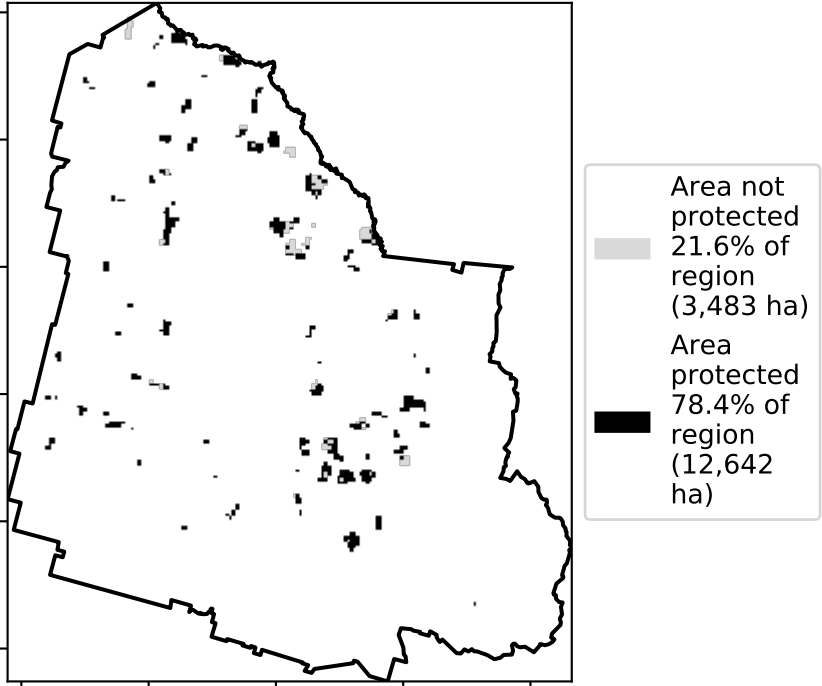 Area not
protected
21.6% of
region
(3,483 ha)
Area
protected
78.4% of
region
(12,642
ha)